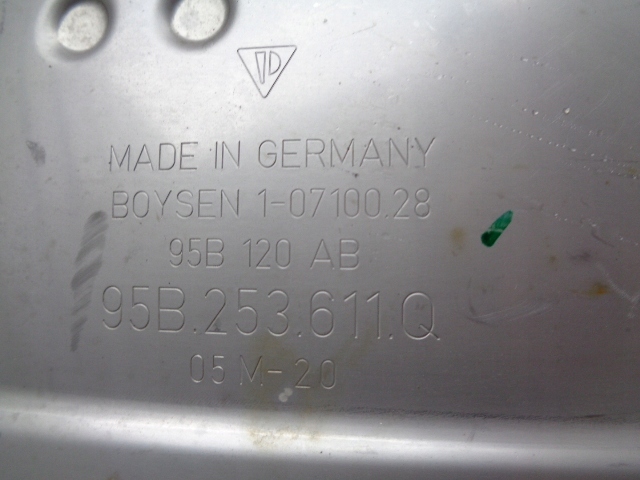 MADE IN GERMANY
BOYSEN 1-07100.28
95B 120 AB
95B.253.611.Q
05 M-20